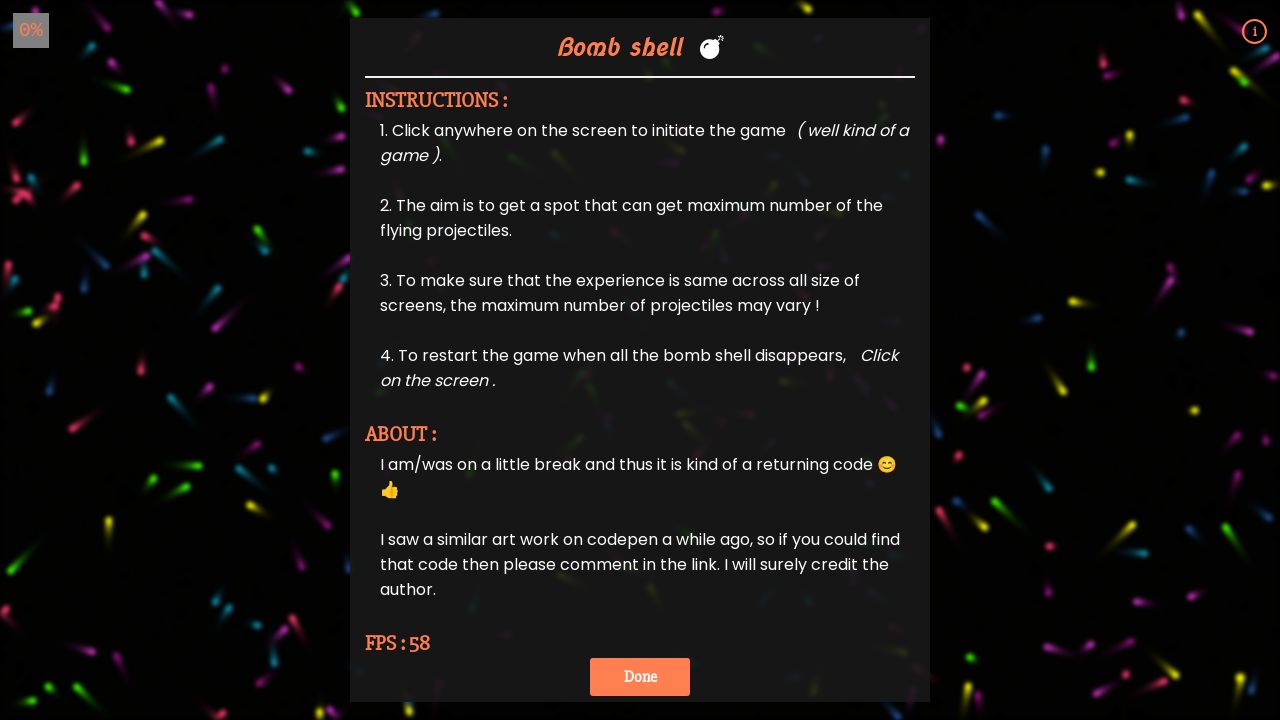 0%
i
Bomb shell 💣
INSTRUCTIONS :
1. Click anywhere on the screen to initiate the game ( well kind of a
game ).
2. The aim is to get a spot that can get maximum number of the
flying projectiles.
3. To make sure that the experience is same across all size of
screens, the maximum number of projectiles may vary !
4. To restart the game when all the bomb shell disappears, Click
on the screen .
ABOUT :
I am/was on a little break and thus it is kind of a returning code 😊
👍
I saw a similar art work on codepen a while ago, so if you could find
that code then please comment in the link. I will surely credit the
author.
FPS : 58
Done